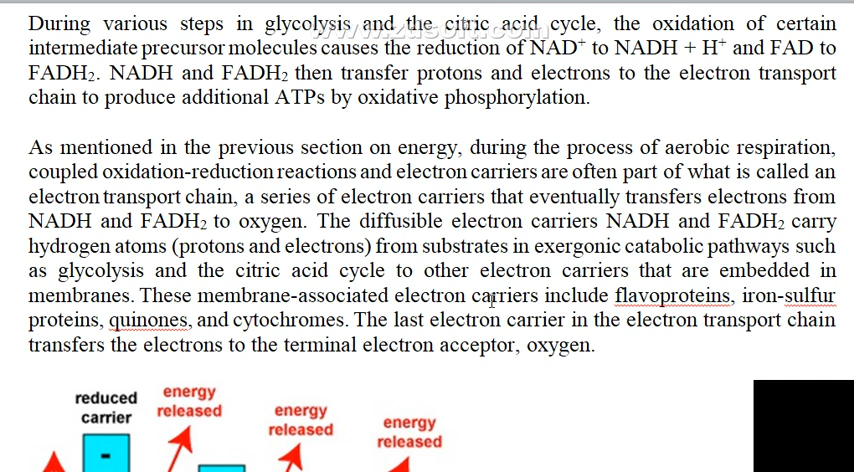 During various steps in glycolysis and the citric acid cycle, the oxidation of certain
intermediate precursor molecules causes the reduction of NAD⁺ to NADH + H⁺ and FAD to
FADH₂. NADH and FADH₂ then transfer protons and electrons to the electron transport
chain to produce additional ATPs by oxidative phosphorylation.
As mentioned in the previous section on energy, during the process of aerobic respiration,
coupled oxidation-reduction reactions and electron carriers are often part of what is called an
electron transport chain, a series of electron carriers that eventually transfers electrons from
NADH and FADH₂ to oxygen. The diffusible electron carriers NADH and FADH₂ carry
hydrogen atoms (protons and electrons) from substrates in exergonic catabolic pathways such
as glycolysis and the citric acid cycle to other electron carriers that are embedded in
membranes. These membrane-associated electron carriers include flavoproteins, iron-sulfur
proteins, quinones, and cytochromes. The last electron carrier in the electron transport chain
transfers the electrons to the terminal electron acceptor, oxygen.
reduced
carrier
energy
released
energy
released
energy
released
-